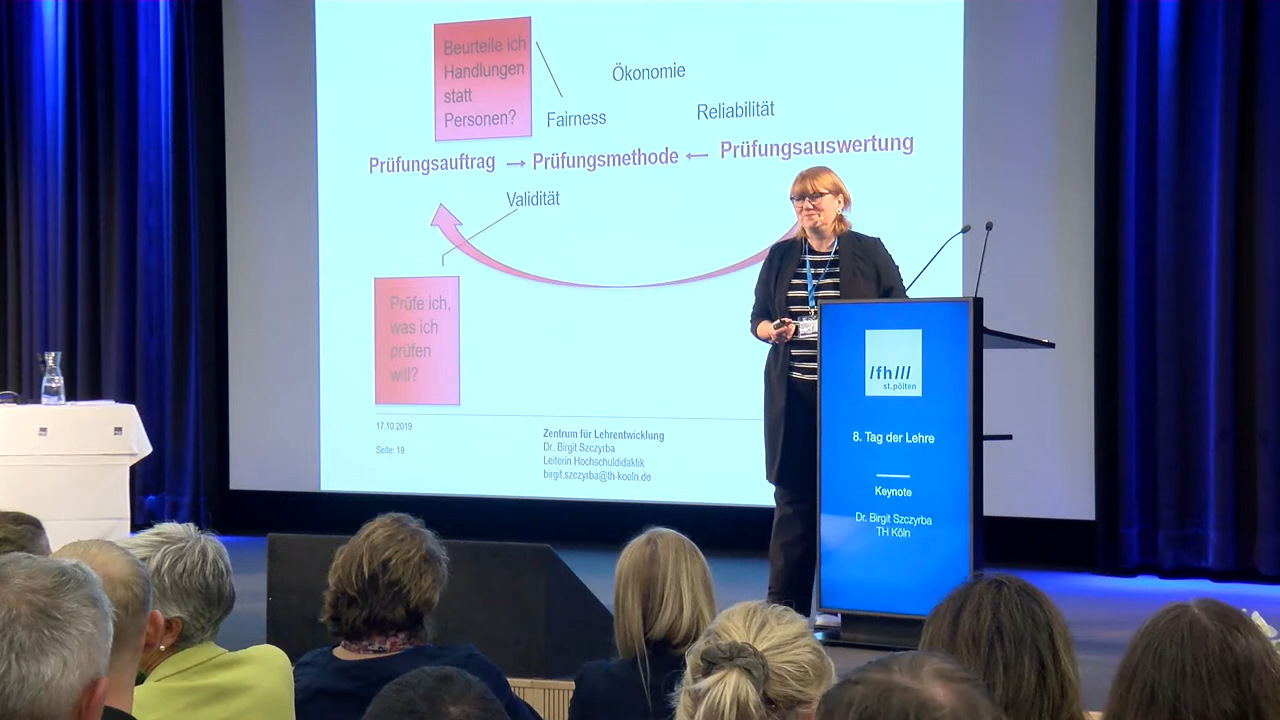 Beurteile ich
Handlungen
statt
Personen?
Ökonomie
Fairness
Reliabilität
Prüfungsauftrag → Prüfungsmethode ← Prüfungsauswertung
Validität
Prüfe ich,
was ich
prüfen
will?
17.10.2019
Seite: 19
Zentrum für Lehrentwicklung
Dr. Birgit Szczyrba
Leiterin Hochschuldidaktik
birgit.szczyrba@th-koeln.de
/fh///
st.pölten
8. Tag der Lehre
Keynote
Dr. Birgit Szczyrba
TH Köln